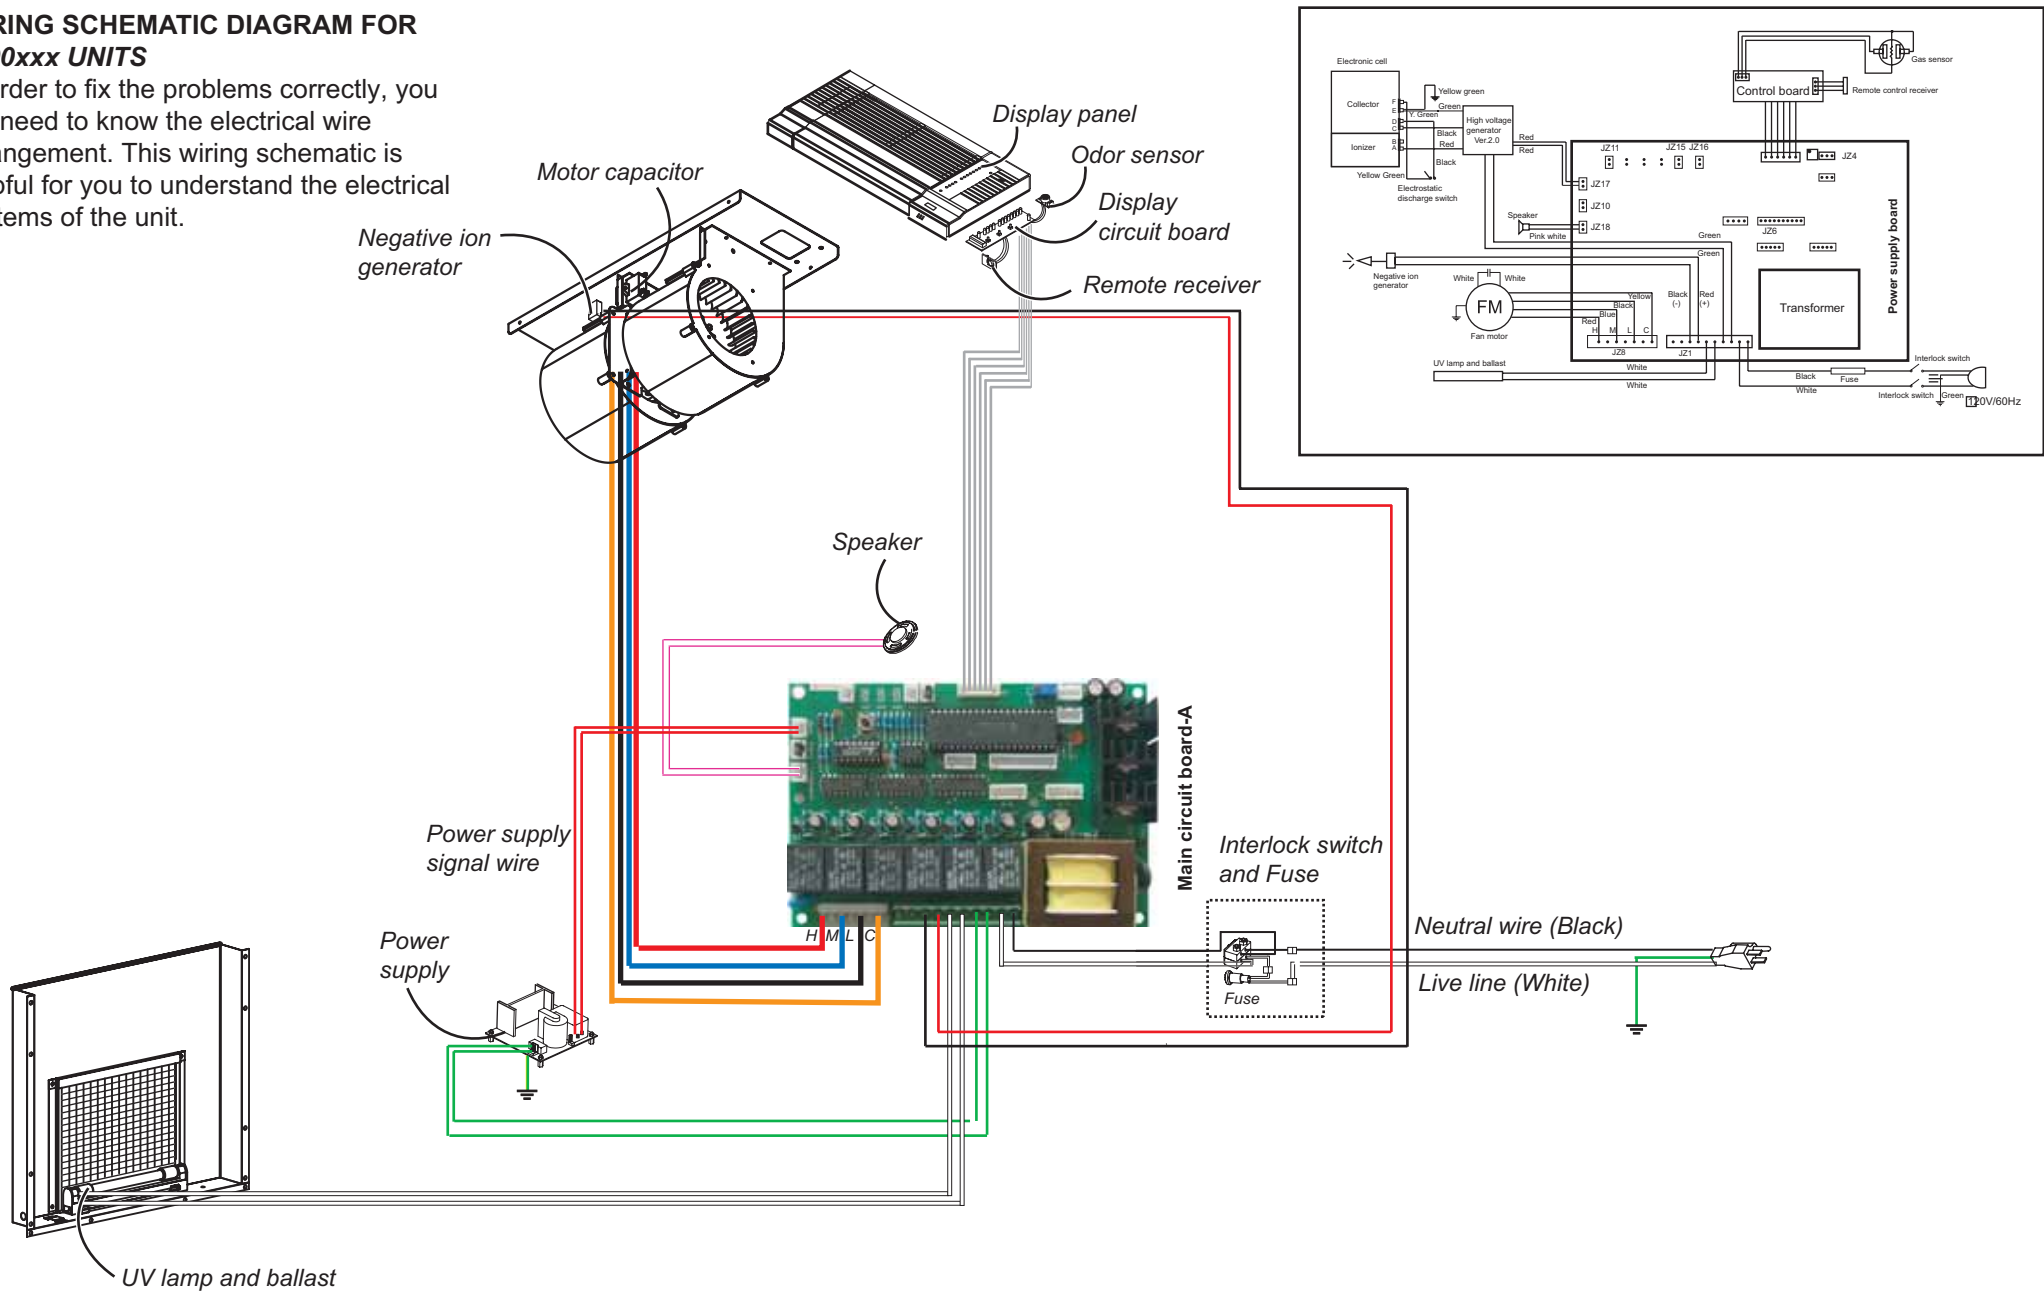 RING SCHEMATIC DIAGRAM FOR
00xxx UNITS
rder to fix the problems correctly, you
need to know the electrical wire
angement. This wiring schematic is
pful for you to understand the electrical
tems of the unit.
Negative ion
generator
Motor capacitor
Display panel
Odor sensor
Display
circuit board
Remote receiver
Speaker
Power supply
signal wire
Power
supply
Main circuit board-A
H M L C
Interlock switch
and Fuse
Fuse
Neutral wire (Black)
Live line (White)
UV lamp and ballast
Electronic cell
Collector
Ionizer
F
E
D
C
B
A
Yellow green
Green
Y. Green
Black
Red
Black
Yellow Green
Electrostatic
discharge switch
High voltage
generator
Ver.2.0
Red
Red
Control board
Gas sensor
Remote control receiver
JZ11
JZ15 JZ16
JZ4
JZ17
JZ10
JZ18
JZ6
Speaker
Pink white
Green
Green
Negative ion
generator
White
White
FM
Fan motor
Yellow
Black
Blue
Red
H M L C
JZ8
Black
(-)
Red
(+)
JZ1
Transformer
Power supply board
UV lamp and ballast
White
White
Black
Fuse
White
Interlock switch
Interlock switch
Green
120V/60Hz